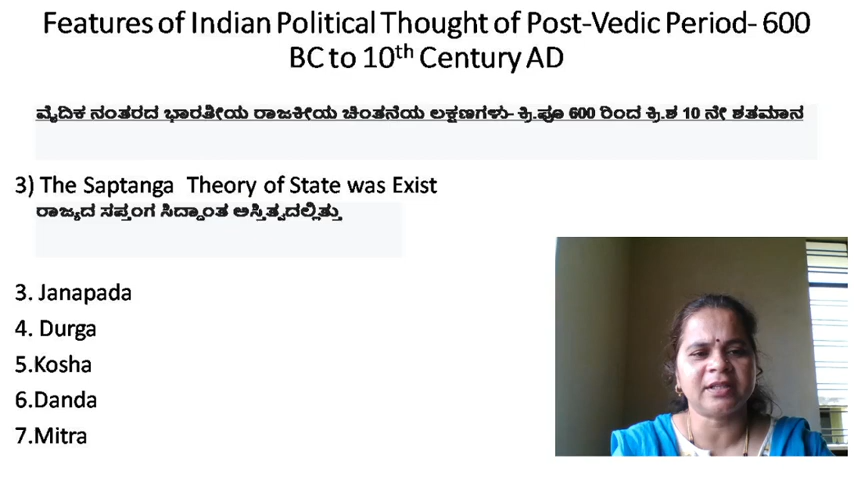 Features of Indian Political Thought of Post-Vedic Period- 600
BC to 10th Century AD
ವೈದಿಕ ನಂತರದ ಭಾರತೀಯ ರಾಜಕೀಯ ಚಿಂತನೆಯ ಲಕ್ಷಣಗಳು- ಕ್ರಿ.ಪೂ 600 ರಿಂದ ಕ್ರಿ.ಶ 10 ನೇ ಶತಮಾನ
3) The Saptanga Theory of State was Exist
ರಾಜ್ಯದ ಸಪ್ತಂಗ ಸಿದ್ಧಾಂತ ಅಸ್ತಿತ್ವದಲ್ಲಿತ್ತು
3. Janapada
4. Durga
5.Kosha
6.Danda
7.Mitra